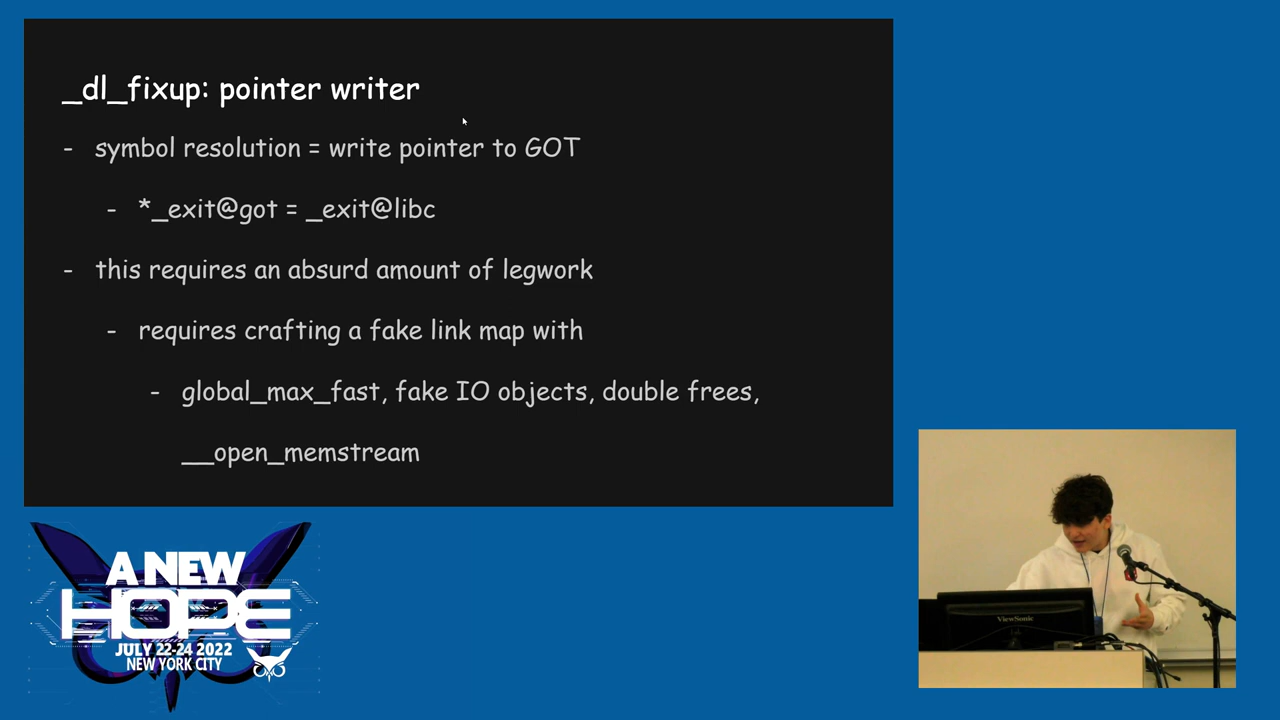 _dl_fixup: pointer writer
- symbol resolution = write pointer to GOT
- *_exit@got = _exit@libc
- this requires an absurd amount of legwork
- requires crafting a fake link map with
- global_max_fast, fake IO objects, double frees,
__open_memstream
A NEW
HOPE
JULY 22-24 2022
NEW YORK CITY
ViewSonic